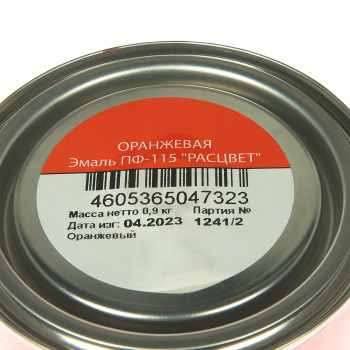 ОРАНЖЕВАЯ
Эмаль ПФ-115 "РАСЦВЕТ"
4605365047323
Масса нетто 0,9 кг Партия №
Дата изг: 04.2023 1241/2
Оранжевый